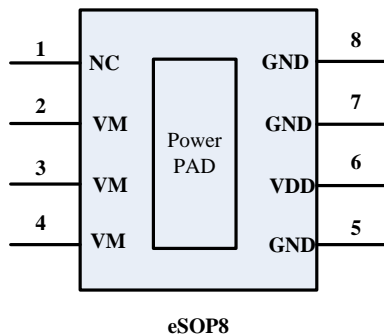 1 NC GND 8
2 VM GND 7
Power PAD
3 VM VDD 6
4 VM GND 5
eSOP8